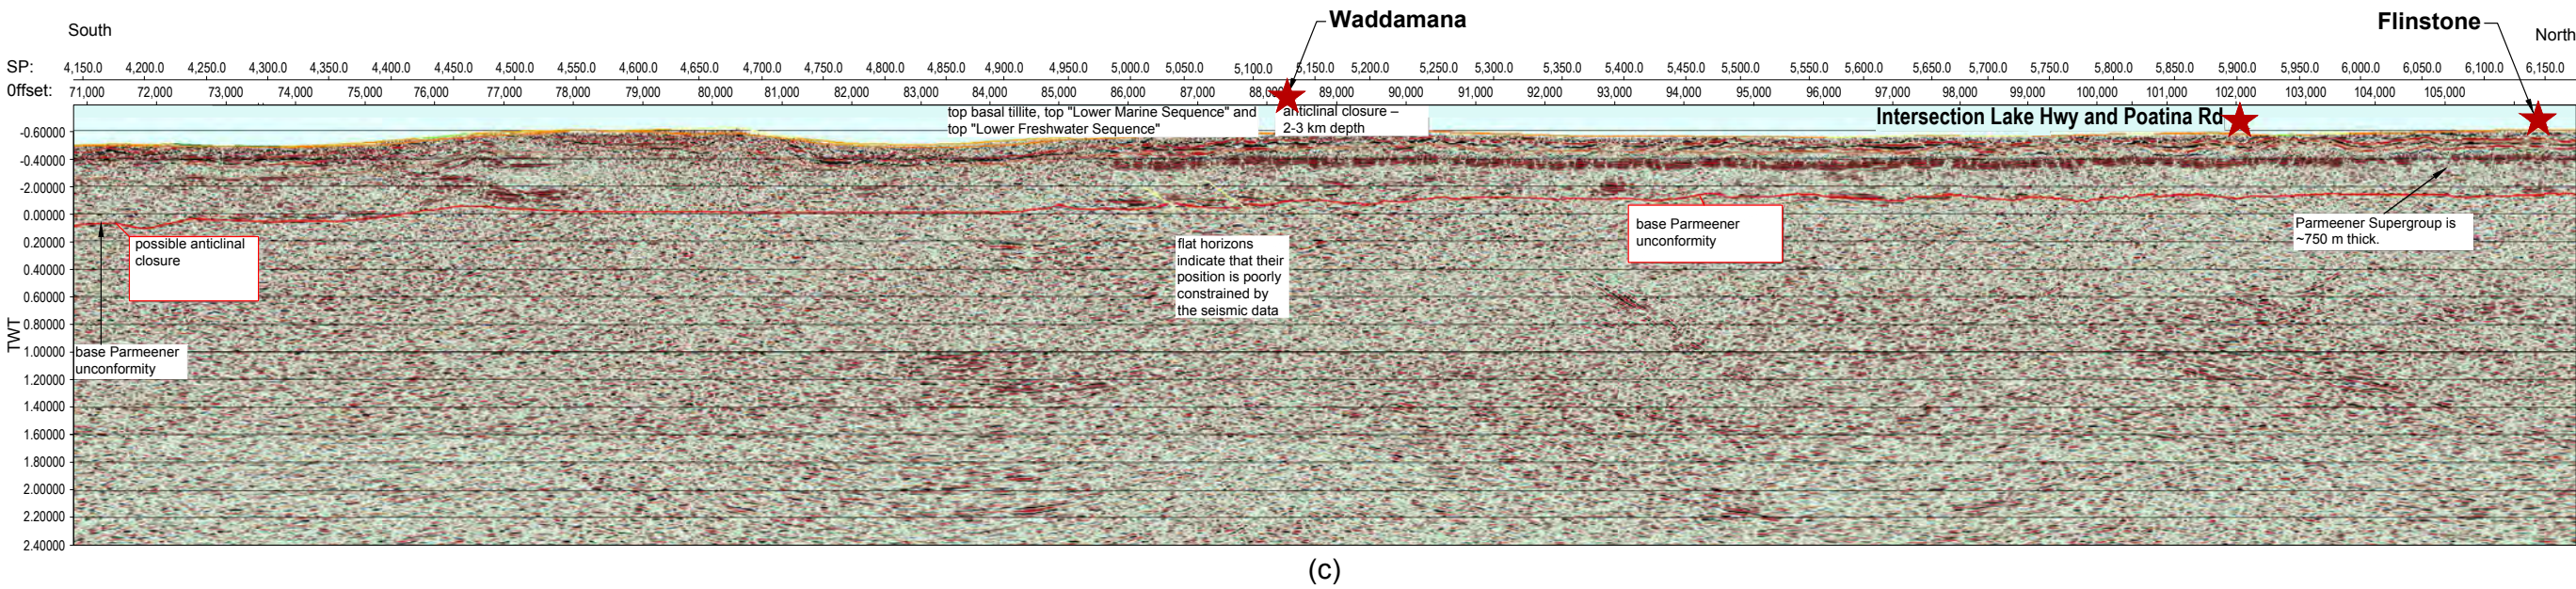 Waddamana
Flinstone
South
North
SP: 4,150.0 4,200.0 4,250.0 4,300.0 4,350.0 4,400.0 4,450.0 4,500.0 4,550.0 4,600.0 4,650.0 4,700.0 4,750.0 4,800.0 4,850.0 4,900.0 4,950.0 5,000.0 5,050.0 5,100.0 5,150.0 5,200.0 5,250.0 5,300.0 5,350.0 5,400.0 5,450.0 5,500.0 5,550.0 5,600.0 5,650.0 5,700.0 5,750.0 5,800.0 5,850.0 5,900.0 5,950.0 6,000.0 6,050.0 6,100.0 6,150.0
Offset: 71,000 72,000 73,000 74,000 75,000 76,000 77,000 78,000 79,000 80,000 81,000 82,000 83,000 84,000 85,000 86,000 87,000 88,000 89,000 90,000 91,000 92,000 93,000 94,000 95,000 96,000 97,000 98,000 99,000 100,000 101,000 102,000 103,000 104,000 105,000
top basal tillite, top "Lower Marine Sequence" and
top "Lower Freshwater Sequence"
anticlinal closure –
2-3 km depth
Intersection Lake Hwy and Poatina Rd
-0.60000
-0.40000
-2.00000
0.00000
0.20000
0.40000
0.60000
0.80000
1.00000
1.20000
1.40000
1.60000
1.80000
2.00000
2.20000
2.40000
TWT
possible anticlinal
closure
base Parmeener
unconformity
flat horizons
indicate that their
position is poorly
constrained by
the seismic data
base Parmeener
unconformity
Parmeener Supergroup is
~750 m thick.
(c)